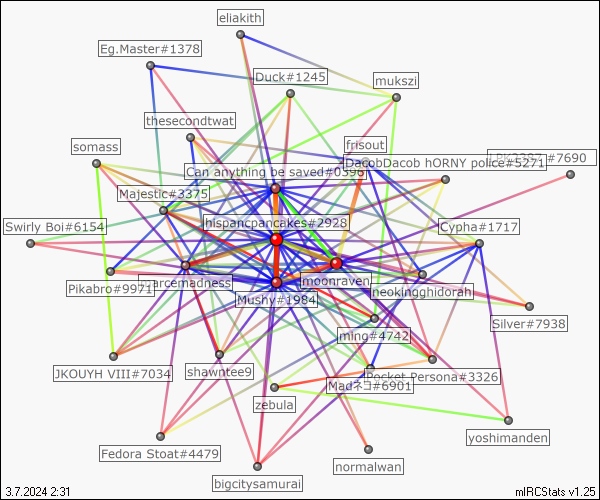 eliakith
Eg.Master#1378
Duck#1245
mukszi
thesecondtwat
frisout
somass
#7690
DacobDacob hORNY police#5271
Can anything be saved#0396
Majestic#3375
hispancpancakes#2928
Swirly Boi#6154
Cypha#1717
marcemadness
moonraven
Pikabro#9971
Mushy#1984
neokingghidorah
Silver#7938
ming#4742
JKOUYH VIII#7034
shawntee9
Pocket Persona#3326
Madネコ#6901
zebula
yoshimanden
Fedora Stoat#4479
normalwan
bigcitysamurai
3.7.2024 2:31
mIRCStats v1.25